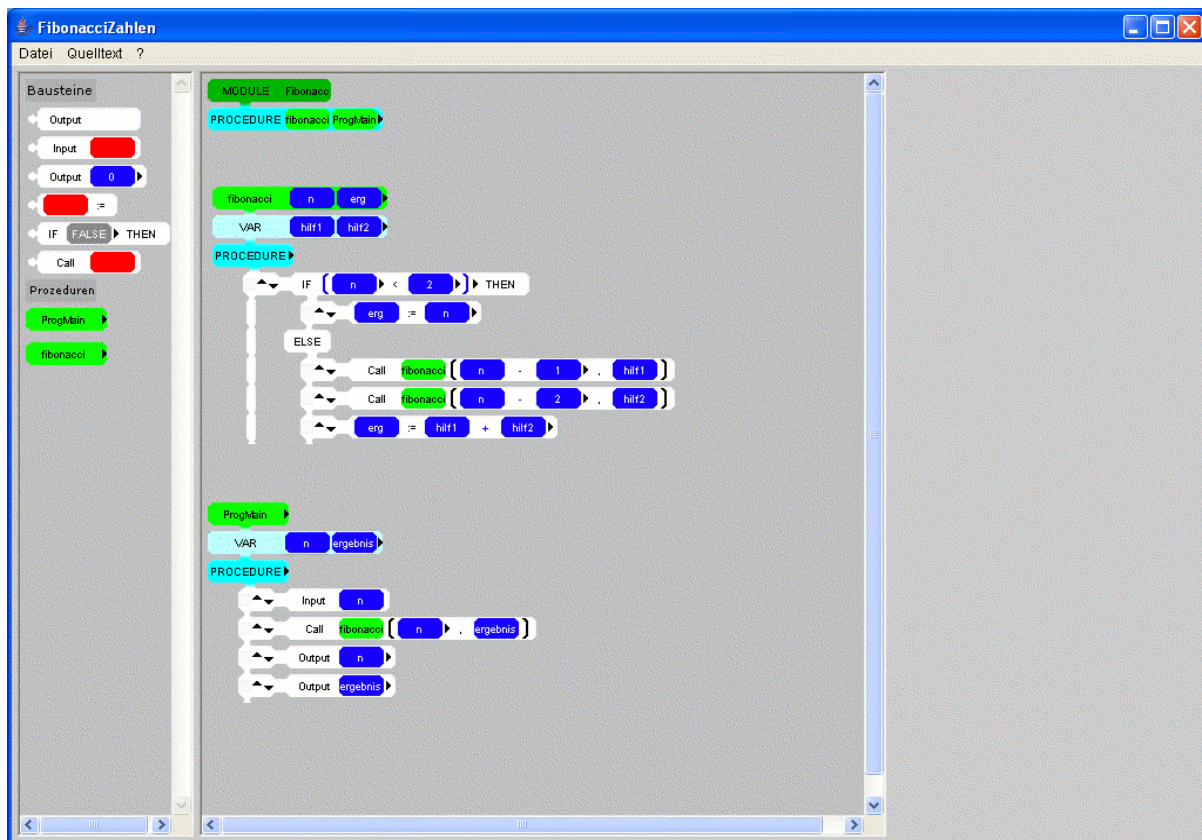 FibonacciZahlen
Datei Quelltext ?
Bausteine
Output
Input
Output 0
:=
IF FALSE THEN
Call
Prozeduren
ProgMain
fibonacci
MODULE Fibonacc
PROCEDURE fibonacci ProgMain
fibonacci n erg
VAR hilf1 hilf2
PROCEDURE
IF ( n < 2 ) THEN
erg := n
ELSE
Call fibonacci ( n - 1 , hilf1 )
Call fibonacci ( n - 2 , hilf2 )
erg := hilf1 + hilf2
ProgMain
VAR n ergebnis
PROCEDURE
Input n
Call fibonacci ( n , ergebnis )
Output n
Output ergebnis